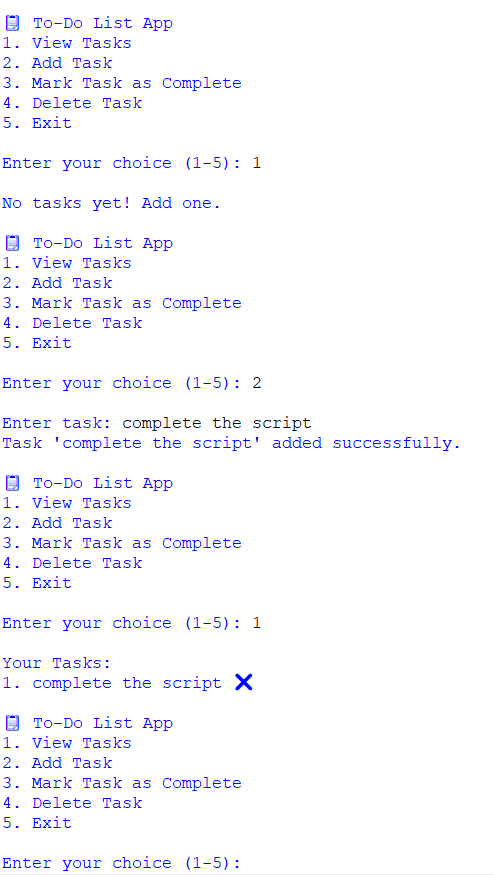 📋 To-Do List App
1. View Tasks
2. Add Task
3. Mark Task as Complete
4. Delete Task
5. Exit
Enter your choice (1-5): 1
No tasks yet! Add one.
📋 To-Do List App
1. View Tasks
2. Add Task
3. Mark Task as Complete
4. Delete Task
5. Exit
Enter your choice (1-5): 2
Enter task: complete the script
Task 'complete the script' added successfully.
📋 To-Do List App
1. View Tasks
2. Add Task
3. Mark Task as Complete
4. Delete Task
5. Exit
Enter your choice (1-5): 1
Your Tasks:
1. complete the script ❌
📋 To-Do List App
1. View Tasks
2. Add Task
3. Mark Task as Complete
4. Delete Task
5. Exit
Enter your choice (1-5):